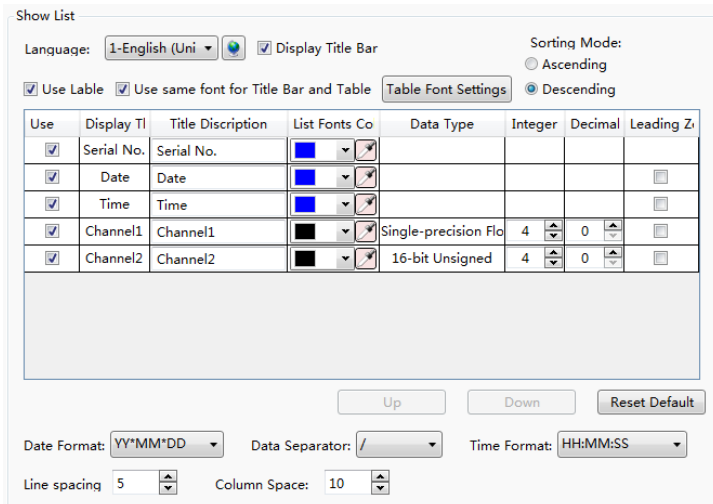 Show List
Language: 1-English (Uni Display Title Bar Sorting Mode:
Ascending
Use Lable Use same font for Title Bar and Table Table Font Settings Descending
Use Display Tl Title Discription List Fonts Co Data Type Integer Decimal Leading Z
Serial No. Serial No.
Date Date
Time Time
Channel1 Channel1 Single-precision Flo 4 0
Channel2 Channel2 16-bit Unsigned 4 0
Up Down Reset Default
Date Format: YY*MM*DD Data Separator: / Time Format: HH:MM:SS
Line spacing 5 Column Space: 10